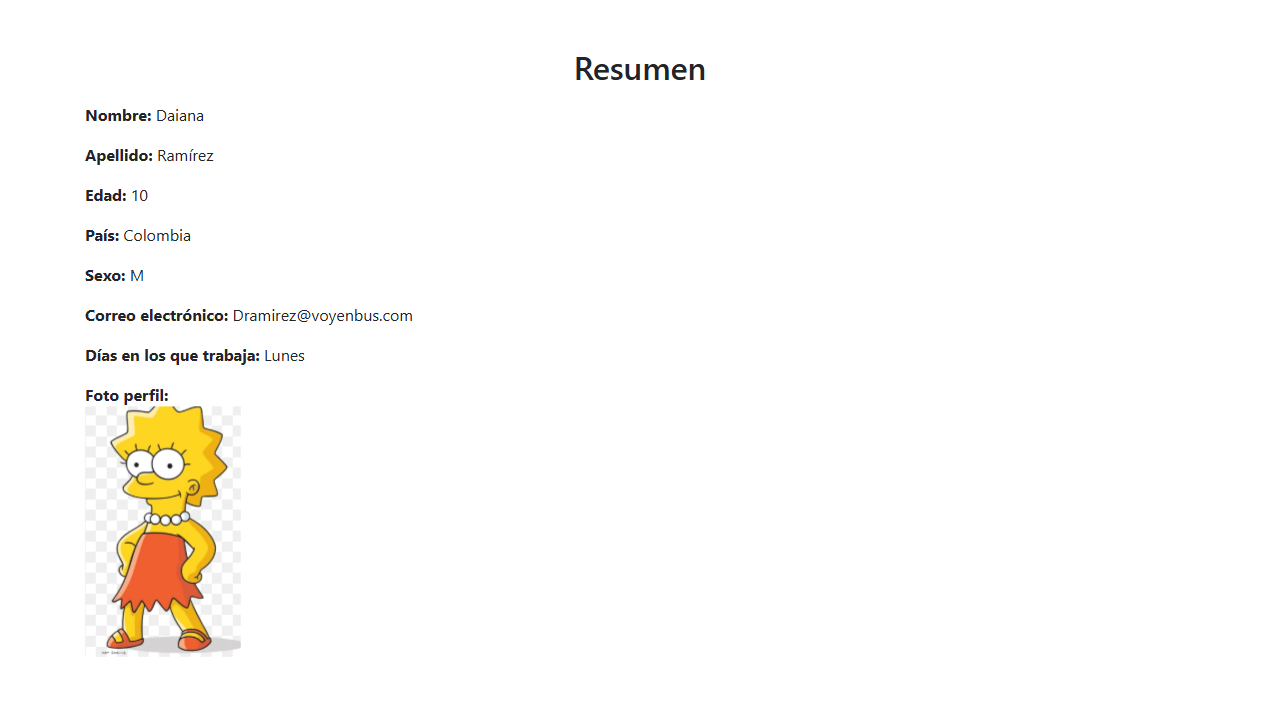 Resumen
Nombre: Daiana
Apellido: Ramírez
Edad: 10
País: Colombia
Sexo: M
Correo electrónico: Dramirez@voyenbus.com
Días en los que trabaja: Lunes
Foto perfil: